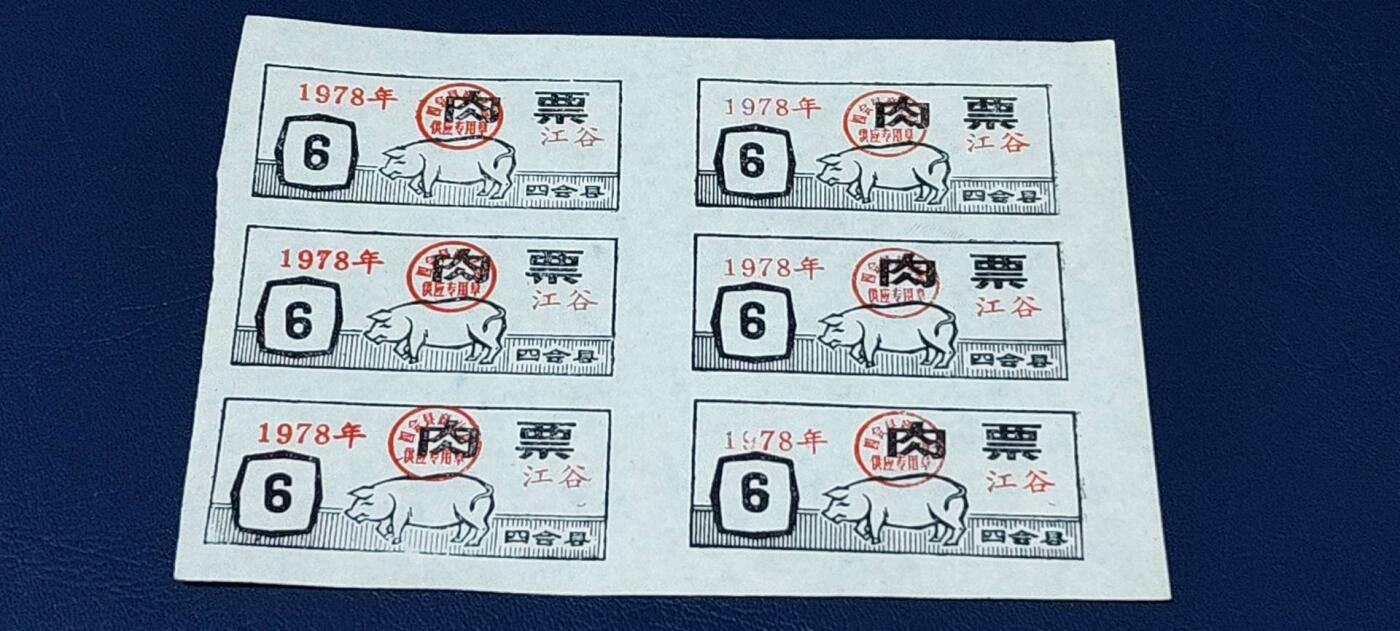 1978年 肉 票
供应专用章
江谷
6
四会县
1978年 肉 票
供应专用章
江谷
6
四会县
1978年 肉 票
供应专用章
江谷
6
四会县
1978年 肉 票
供应专用章
江谷
6
四会县
1978年 肉 票
供应专用章
江谷
6
四会县
1978年 肉 票
供应专用章
江谷
6
四会县